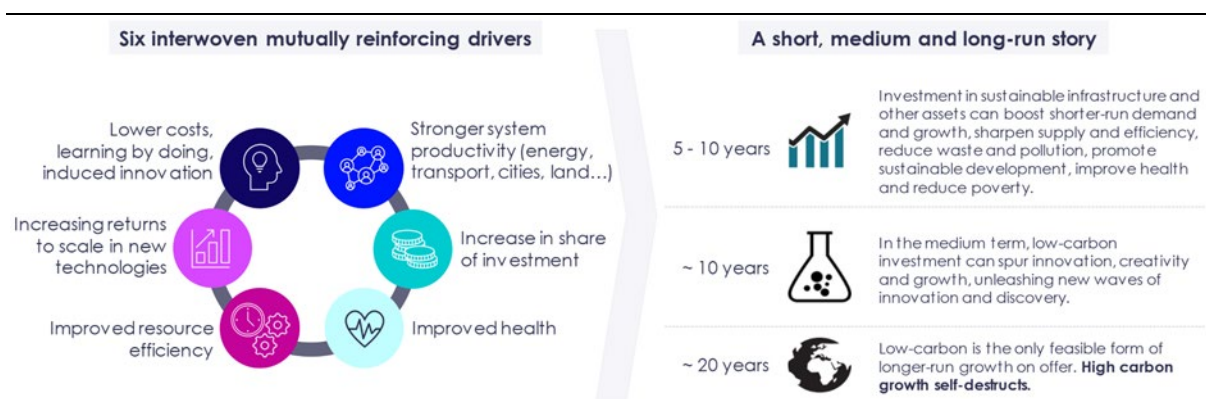 Six interwoven mutually reinforcing drivers
Lower costs,
learning by doing,
induced innovation
Stronger system
productivity (energy,
transport, cities, land...)
Increasing returns
to scale in new
technologies
Increase in share
of investment
Improved resource
efficiency
Improved health
A short, medium and long-run story
5 - 10 years
Investment in sustainable infrastructure and
other assets can boost shorter-run demand
and growth, sharpen supply and efficiency,
reduce waste and pollution, promote
sustainable development, improve health
and reduce poverty.
~ 10 years
In the medium term, low-carbon
investment can spur innovation, creativity
and growth, unleashing new waves of
innovation and discovery.
~ 20 years
Low-carbon is the only feasible form of
longer-run growth on offer. High carbon
growth self-destructs.